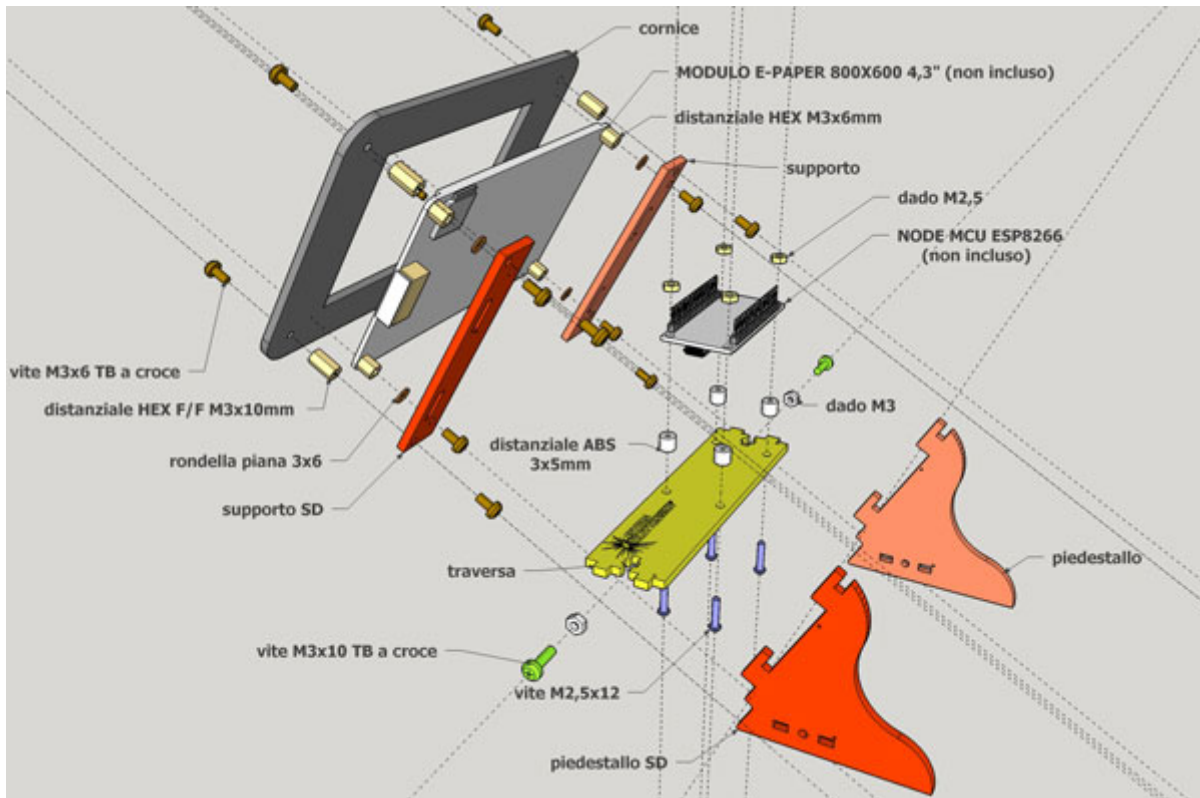 cornice
MODULO E-PAPER 800X600 4,3" (non incluso)
distanziale HEX M3x6mm
supporto
dado M2,5
NODE MCU ESP8266
(non incluso)
vite M3x6 TB a croce
distanziale HEX F/F M3x10mm
dado M3
distanziale ABS
3x5mm
rondella piana 3x6
supporto SD
piedestallo
traversa
vite M3x10 TB a croce
vite M2,5x12
piedestallo SD